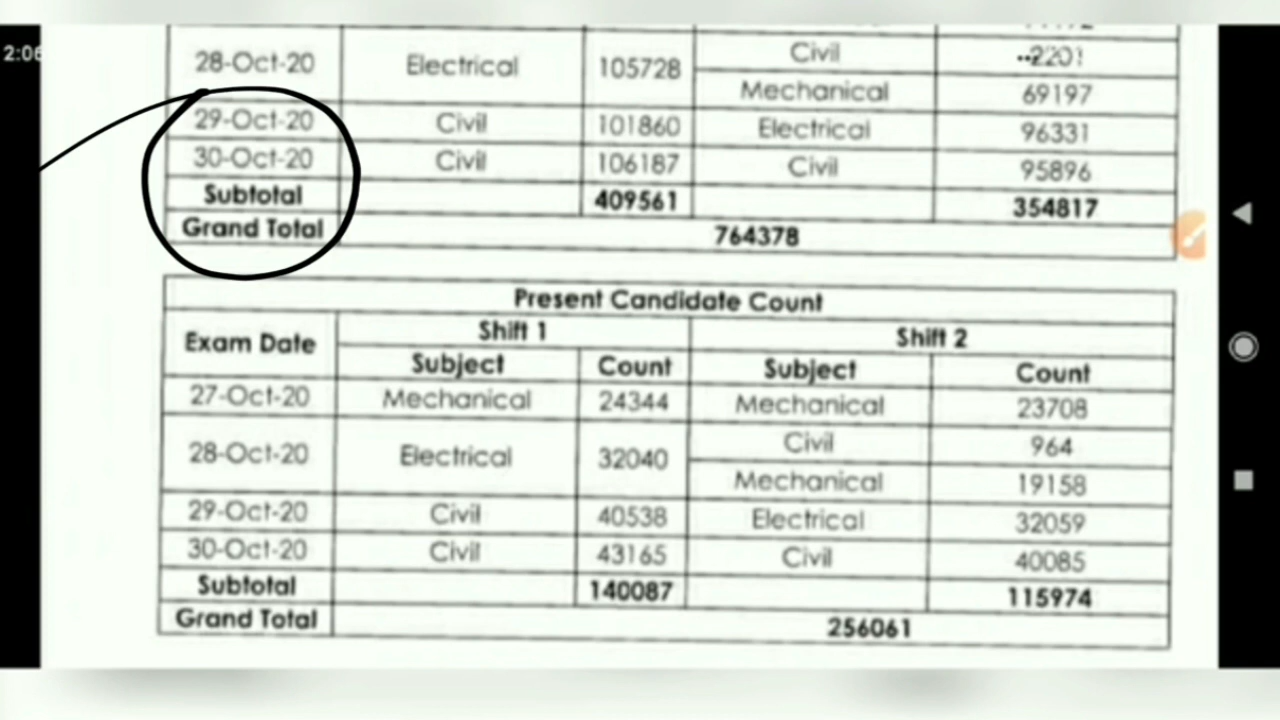 2:06
28-Oct-20 Electrical 105728 Civil 2201
Mechanical 69197
29-Oct-20 Civil 101860 Electrical 96331
30-Oct-20 Civil 106187 Civil 95896
Subtotal 409561 354817
Grand Total 764378
Present Candidate Count
Exam Date Shift 1 Shift 2
Subject Count Subject Count
27-Oct-20 Mechanical 24344 Mechanical 23708
28-Oct-20 Electrical 32040 Civil 964
Mechanical 19158
29-Oct-20 Civil 40538 Electrical 32059
30-Oct-20 Civil 43165 Civil 40085
Subtotal 140087 115974
Grand Total 256061